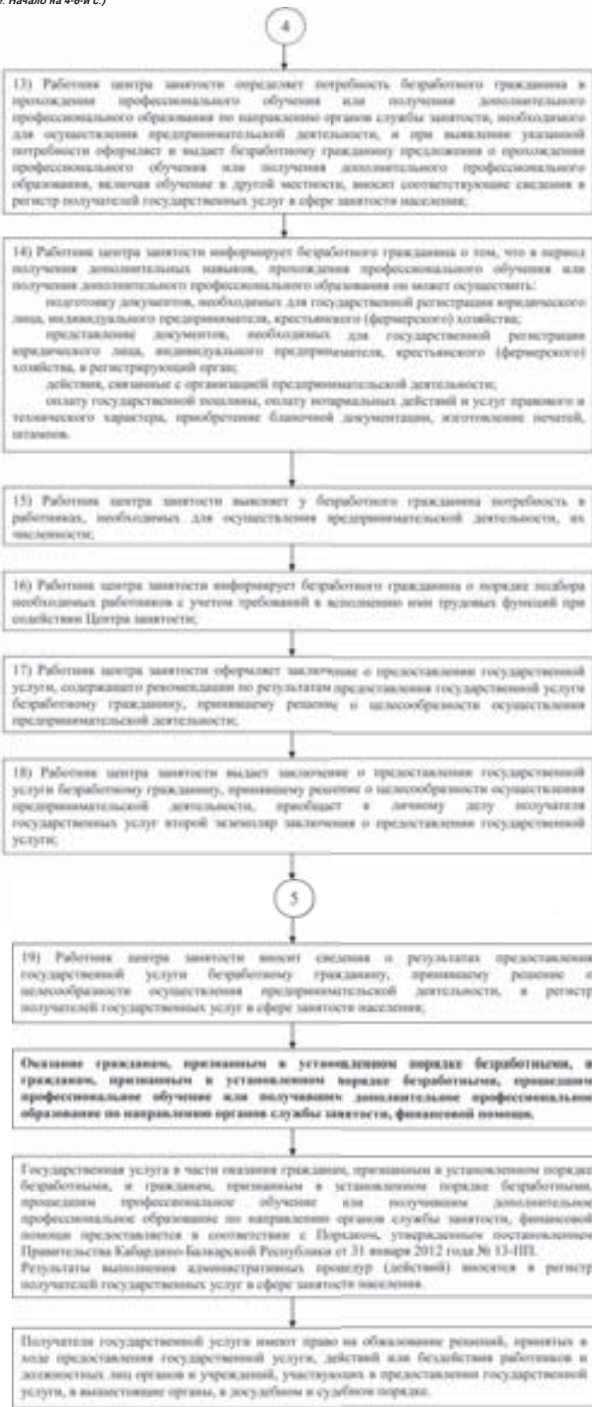 . Начало на 4-6-й с.)
4
13) Работник центра занятости определяет потребность безработного гражданина в
прохождении профессионального обучения или получения дополнительного
профессионального образования по направлению органов службы занятости, необходимого
для осуществления предпринимательской деятельности, и при выявлении указанной
потребности оформляет и выдает безработному гражданину предложения о прохождении
профессионального обучения или получения дополнительного профессионального
образования, включая обучение в другой местности, вносит соответствующие сведения в
регистр получателей государственных услуг в сфере занятости населения;
14) Работник центра занятости информирует безработного гражданина о том, что в период
получения дополнительных навыков, прохождения профессионального обучения или
получения дополнительного профессионального образования он может осуществить:
подготовку документов, необходимых для государственной регистрации юридического
лица, индивидуального предпринимателя, крестьянского (фермерского) хозяйства;
представление документов, необходимых для государственной регистрации
юридического лица, индивидуального предпринимателя, крестьянского (фермерского)
хозяйства, в регистрирующий орган;
действия, связанные с организацией предпринимательской деятельности;
оплату государственной пошлины, оплату нотариальных действий и услуг правового и
технического характера, приобретение бланочной документации, изготовление печатей,
штампов.
15) Работник центра занятости выясняет у безработного гражданина потребность в
работниках, необходимых для осуществления предпринимательской деятельности, их
численности;
16) Работник центра занятости информирует безработного гражданина о порядке подбора
необходимых работников с учетом требований к исполнению ими трудовых функций при
содействии Центра занятости;
17) Работник центра занятости оформляет заключение о предоставлении государственной
услуги, содержащего рекомендации по результатам предоставления государственной услуги
безработному гражданину, принявшему решение о целесообразности осуществления
предпринимательской деятельности;
18) Работник центра занятости выдает заключение о предоставлении государственной
услуги безработному гражданину, принявшему решение о целесообразности осуществления
предпринимательской деятельности, приобщает к личному делу получателя
государственных услуг второй экземпляр заключения о предоставлении государственной
услуги;
5
19) Работник центра занятости вносит сведения о результатах предоставления
государственной услуги безработному гражданину, принявшему решение о
целесообразности осуществления предпринимательской деятельности, в регистр
получателей государственных услуг в сфере занятости населения;
Оказание гражданам, признанным в установленном порядке безработными, и
гражданам, признанным в установленном порядке безработными, прошедшим
профессиональное обучение или получивших дополнительное профессиональное
образование по направлению органов службы занятости, финансовой помощи.
Государственная услуга в части оказания гражданам, признанным в установленном порядке
безработными, и гражданам, признанным в установленном порядке безработными,
прошедшим профессиональное обучение или получившим дополнительное
профессиональное образование по направлению органов службы занятости, финансовой
помощи предоставляется в соответствии с Порядком, утвержденным постановлением
Правительства Кабардино-Балкарской Республики от 31 января 2012 года № 13-ПП.
Результаты выполнения административных процедур (действий) вносятся в регистр
получателей государственных услуг в сфере занятости населения.
Получатели государственной услуги имеют право на обжалование решений, принятых в
ходе предоставления государственной услуги, действий или бездействия работников и
должностных лиц органов и учреждений, участвующих в предоставлении государственной
услуги, в вышестоящие органы, в досудебном и судебном порядке.